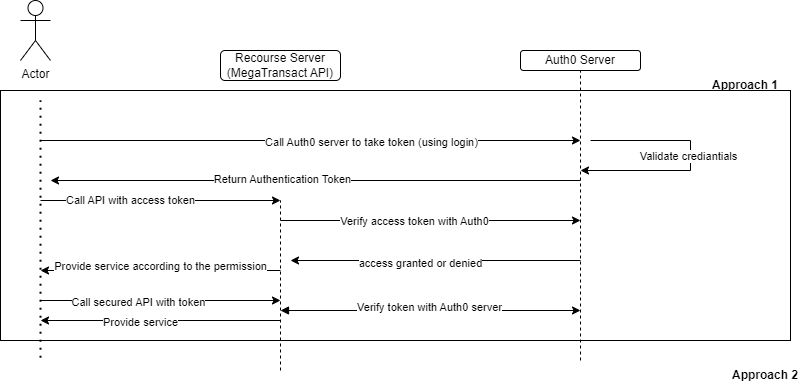 Actor
Recourse Server
(MegaTransact API)
Auth0 Server
Approach 1
Call Auth0 server to take token (using login)
Validate crediantials
Return Authentication Token
Call API with access token
Verify access token with Auth0
access granted or denied
Provide service according to the permission
Call secured API with token
Verify token with Auth0 server
Provide service
Approach 2